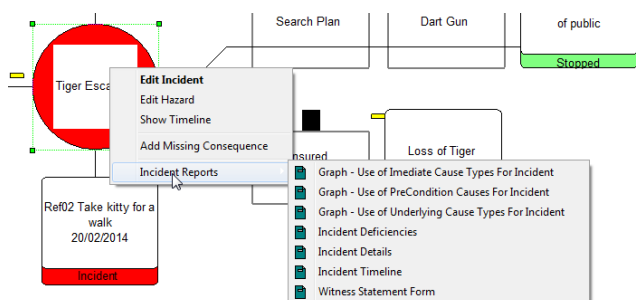 Search Plan
Dart Gun
of public
Stopped
Tiger Esca
Edit Incident
Edit Hazard
Show Timeline
Add Missing Consequence
Incident Reports
nsured
Loss of Tiger
Graph - Use of Imediate Cause Types For Incident
Graph - Use of PreCondition Causes For Incident
Graph - Use of Underlying Cause Types For Incident
Incident Deficiencies
Incident Details
Incident Timeline
Witness Statement Form
Ref02 Take kitty for a
walk
20/02/2014
Incident